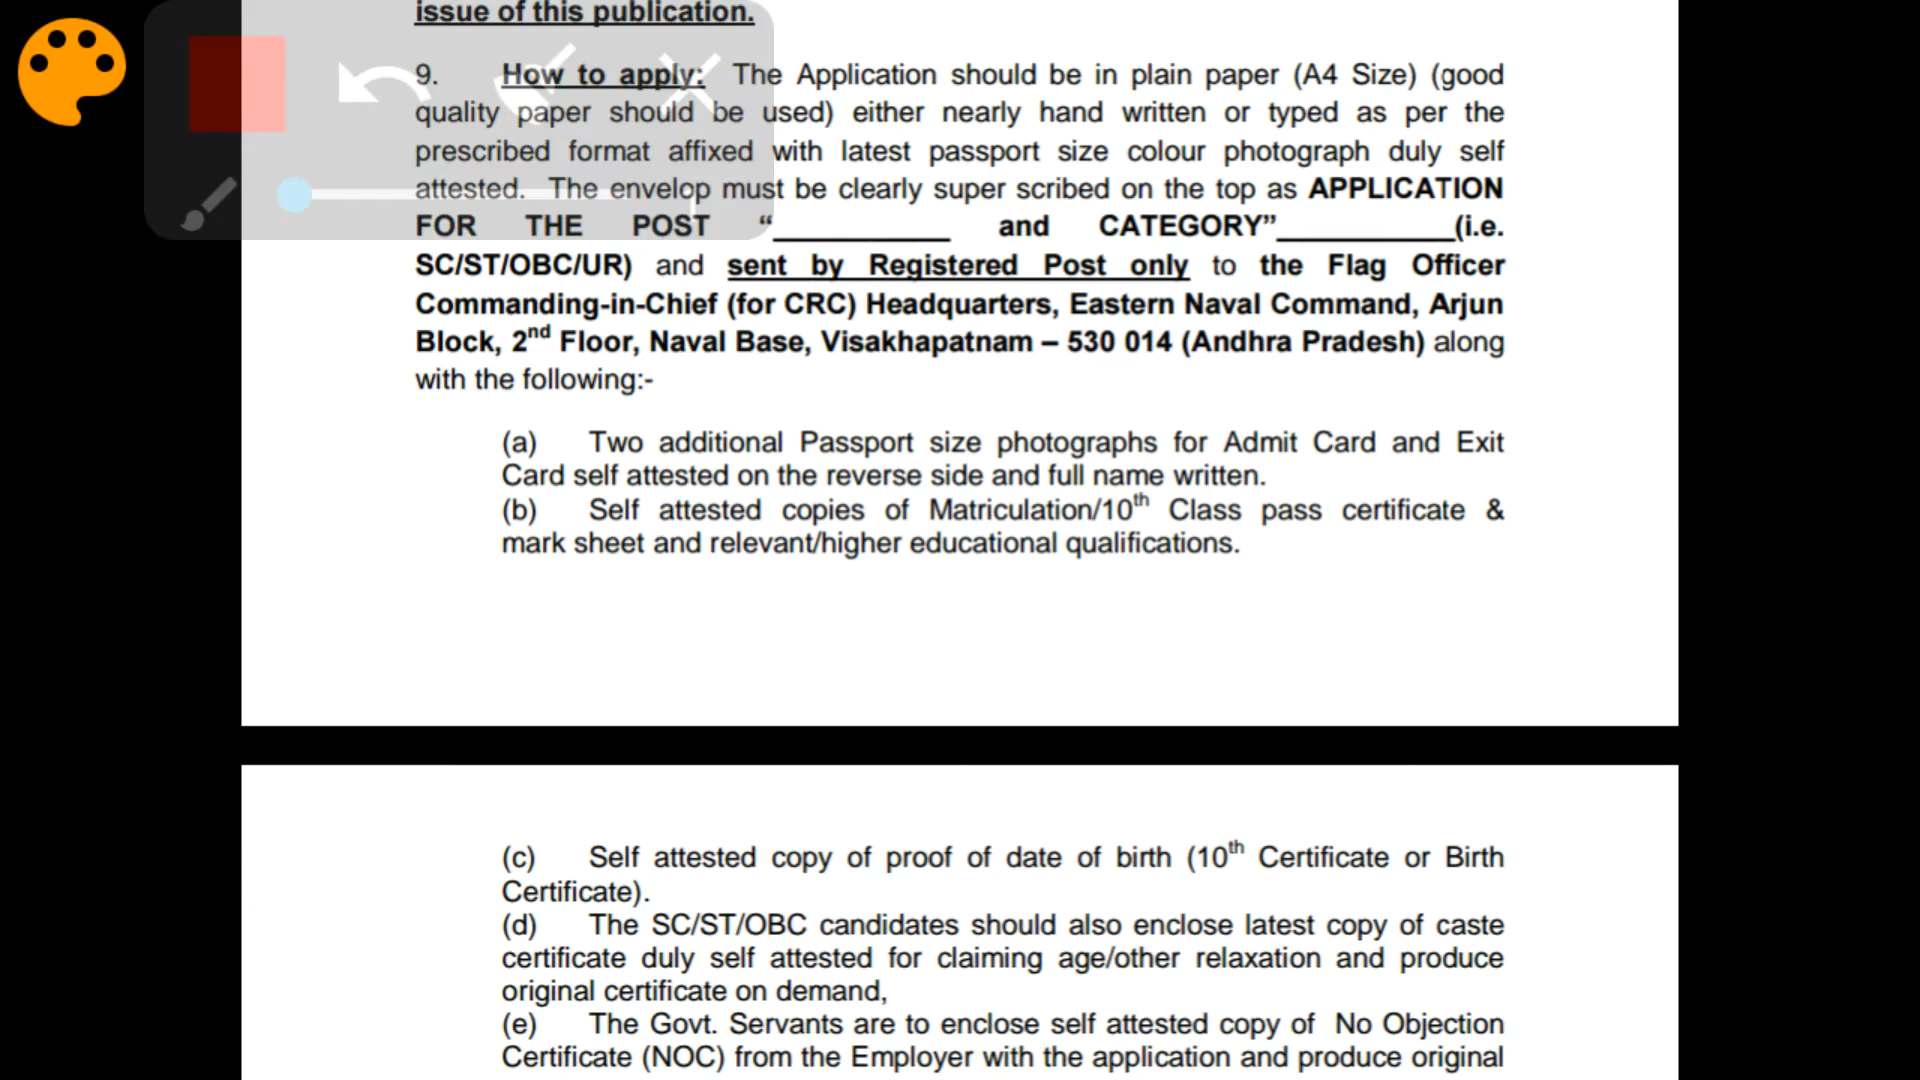 issue of this publication.
9. How to apply: The Application should be in plain paper (A4 Size) (good
quality paper should be used) either nearly hand written or typed as per the
prescribed format affixed with latest passport size colour photograph duly self
attested. The envelop must be clearly super scribed on the top as APPLICATION
FOR THE POST “___________ and CATEGORY”___________(i.e.
SC/ST/OBC/UR) and sent by Registered Post only to the Flag Officer
Commanding-in-Chief (for CRC) Headquarters, Eastern Naval Command, Arjun
Block, 2nd Floor, Naval Base, Visakhapatnam – 530 014 (Andhra Pradesh) along
with the following:-
(a) Two additional Passport size photographs for Admit Card and Exit
Card self attested on the reverse side and full name written.
(b) Self attested copies of Matriculation/10th Class pass certificate &
mark sheet and relevant/higher educational qualifications.
(c) Self attested copy of proof of date of birth (10th Certificate or Birth
Certificate).
(d) The SC/ST/OBC candidates should also enclose latest copy of caste
certificate duly self attested for claiming age/other relaxation and produce
original certificate on demand,
(e) The Govt. Servants are to enclose self attested copy of No Objection
Certificate (NOC) from the Employer with the application and produce original